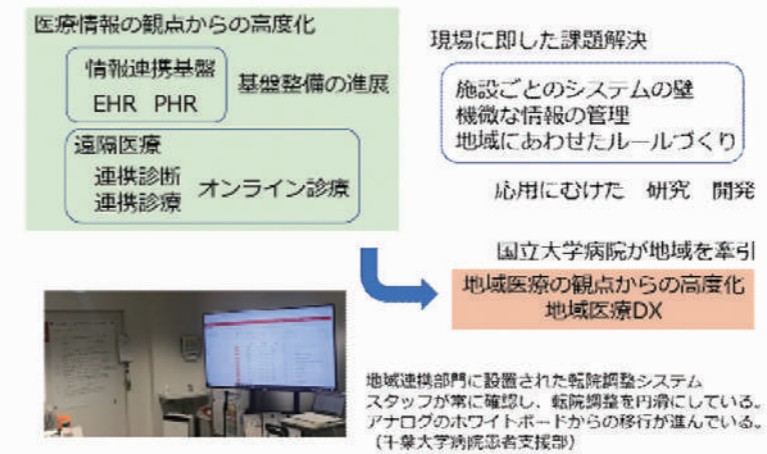 医療情報の観点からの高度化
情報連携基盤
EHR PHR
基盤整備の進展
遠隔医療
連携診断
連携診療
オンライン診療
現場に即した課題解決
施設ごとのシステムの壁
機微な情報の管理
地域にあわせたルールづくり
応用にむけた 研究 開発
国立大学病院が地域を牽引
地域医療の観点からの高度化
地域医療DX
地域連携部門に設置された転院調整システム
スタッフが常に確認し、転院調整を円滑にしている。
アナログのホワイトボードからの移行が進んでいる。
（千葉大学病院患者支援部）